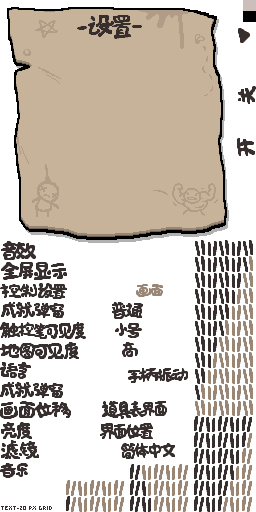 -设置-
关
开
音效
全屏显示
控制设置 画面
成就弹窗 普通
触控笔可见度 小号
地图可见度 高
语言
手柄振动
成就弹窗
画面位移 道具表界面
亮度 界面位置
滤镜 简体中文
音乐
TEXT-20 PX GRID